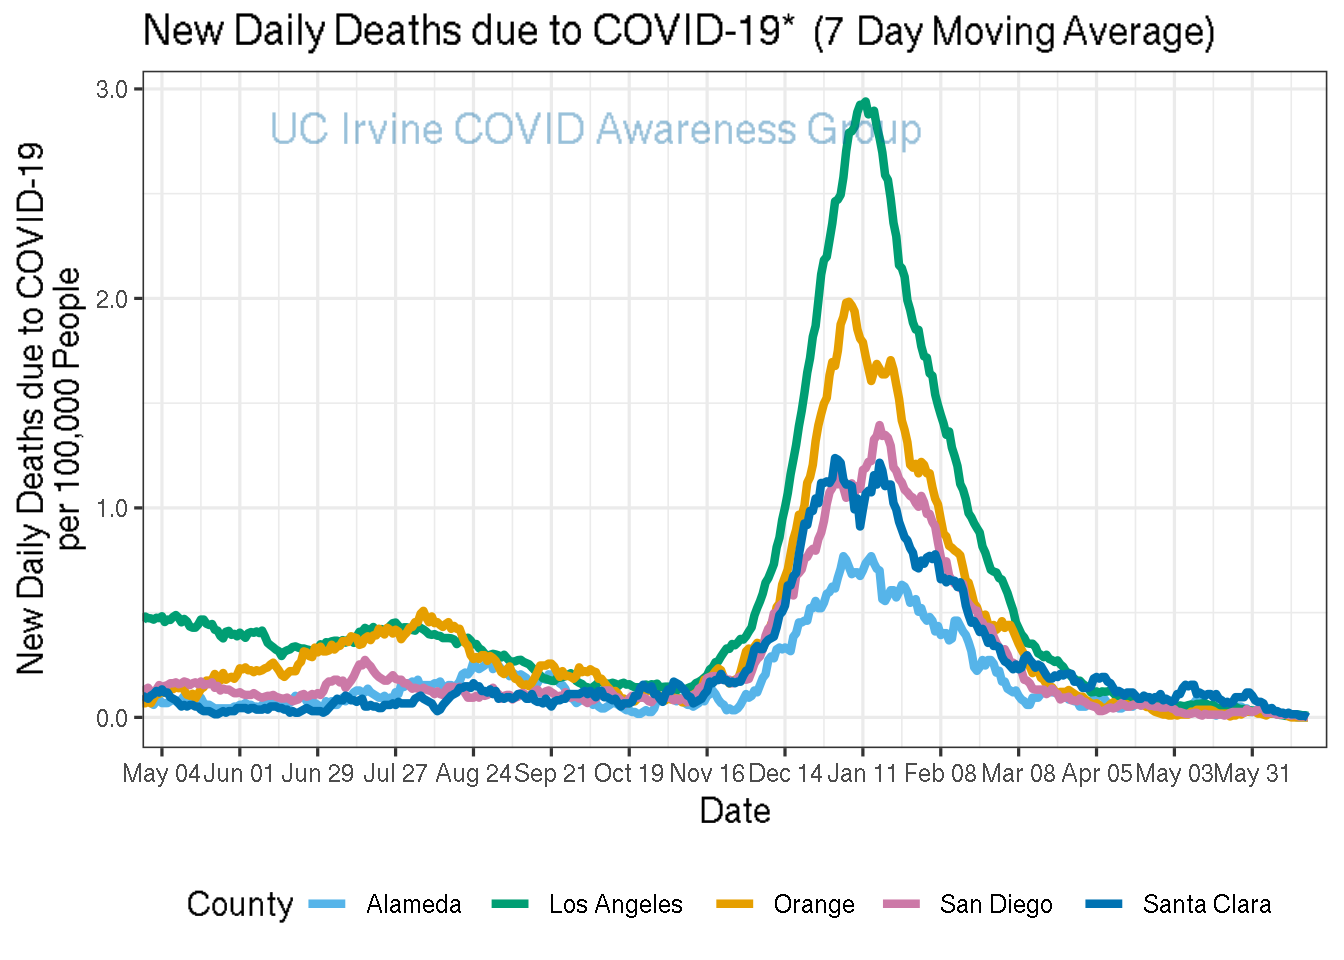 New Daily Deaths due to COVID-19* (7 Day Moving Average)
UC Irvine COVID Awareness Group
New Daily Deaths due to COVID-19
per 100,000 People
3.0
2.0
1.0
0.0
May 04 Jun 01 Jun 29 Jul 27 Aug 24 Sep 21 Oct 19 Nov 16 Dec 14 Jan 11 Feb 08 Mar 08 Apr 05 May 03 May 31
Date
County Alameda Los Angeles Orange San Diego Santa Clara